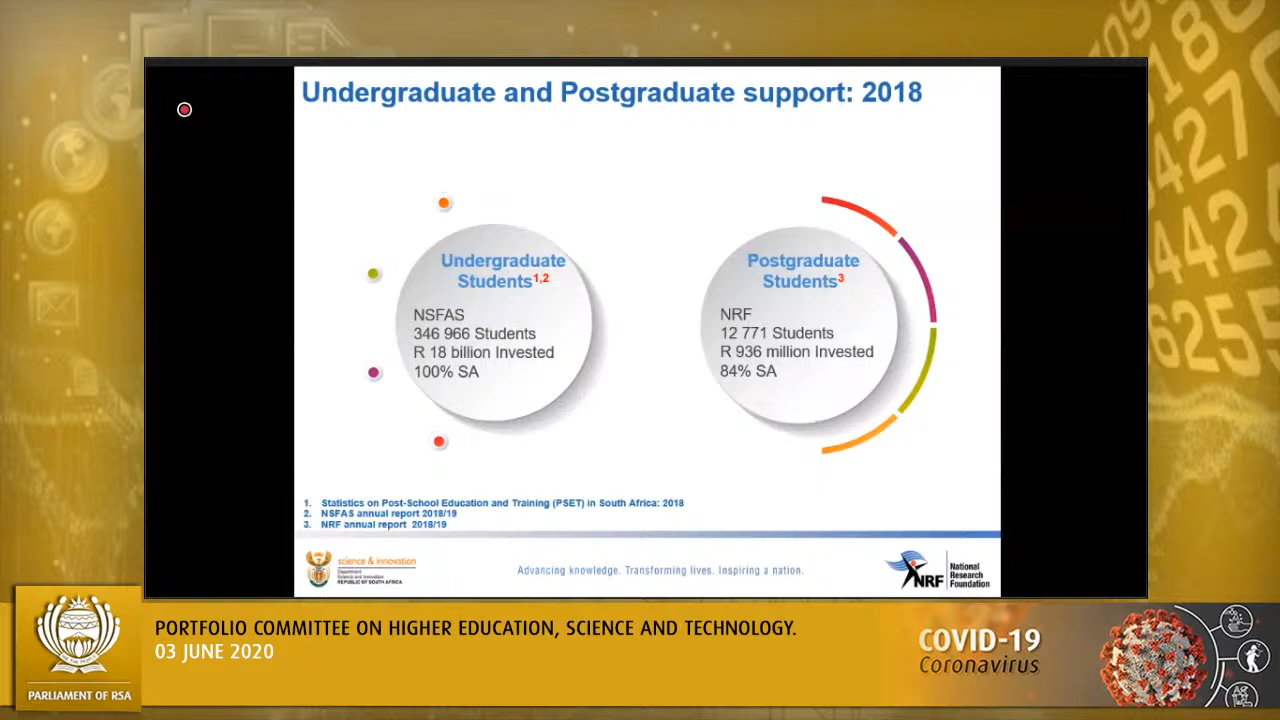 Undergraduate and Postgraduate support: 2018
Undergraduate
Students1,2
NSFAS
346 966 Students
R 18 billion Invested
100% SA
Postgraduate
Students3
NRF
12 771 Students
R 936 million Invested
84% SA
1. Statistics on Post-School Education and Training (PSET) in South Africa: 2018
2. NSFAS annual report 2018/19
3. NRF annual report 2018/19
science & innovation
Department:
Science and Innovation
REPUBLIC OF SOUTH AFRICA
Advancing knowledge. Transforming lives. Inspiring a nation.
NRF
National
Research
Foundation
PORTFOLIO COMMITTEE ON HIGHER EDUCATION, SCIENCE AND TECHNOLOGY.
03 JUNE 2020
PARLIAMENT OF RSA
COVID-19
Coronavirus